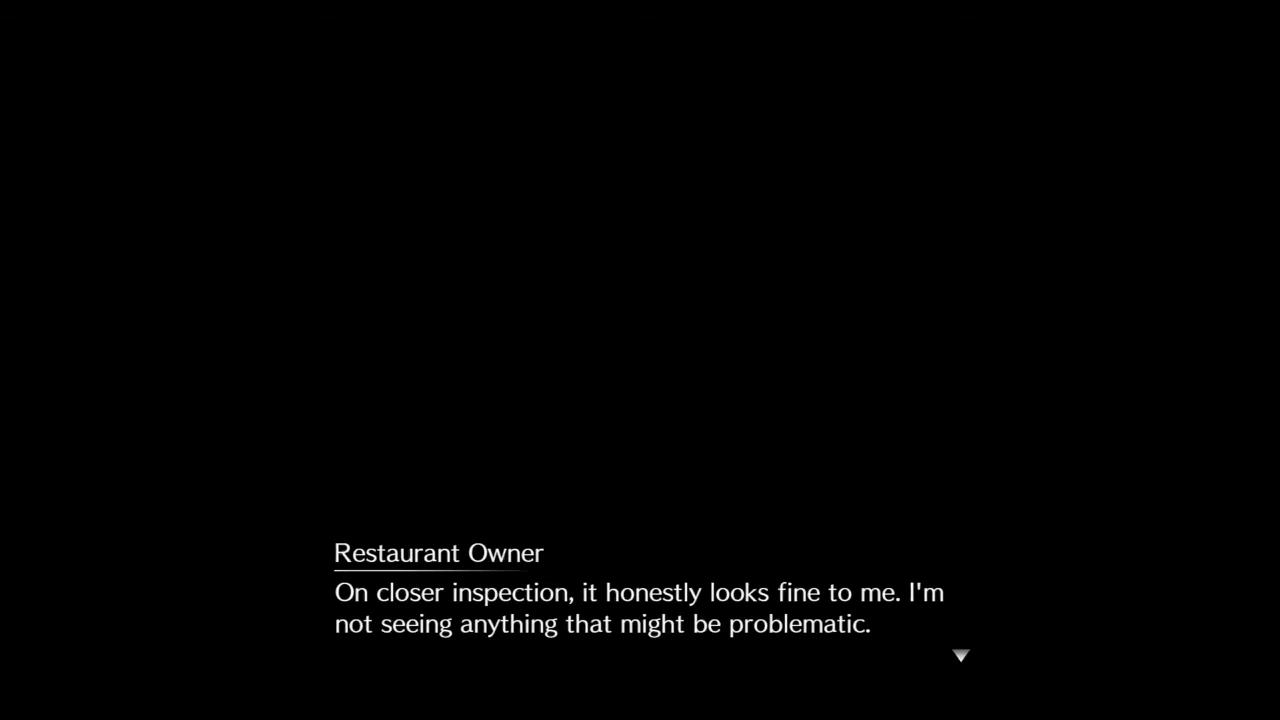 Restaurant Owner
On closer inspection, it honestly looks fine to me. I'm
not seeing anything that might be problematic.